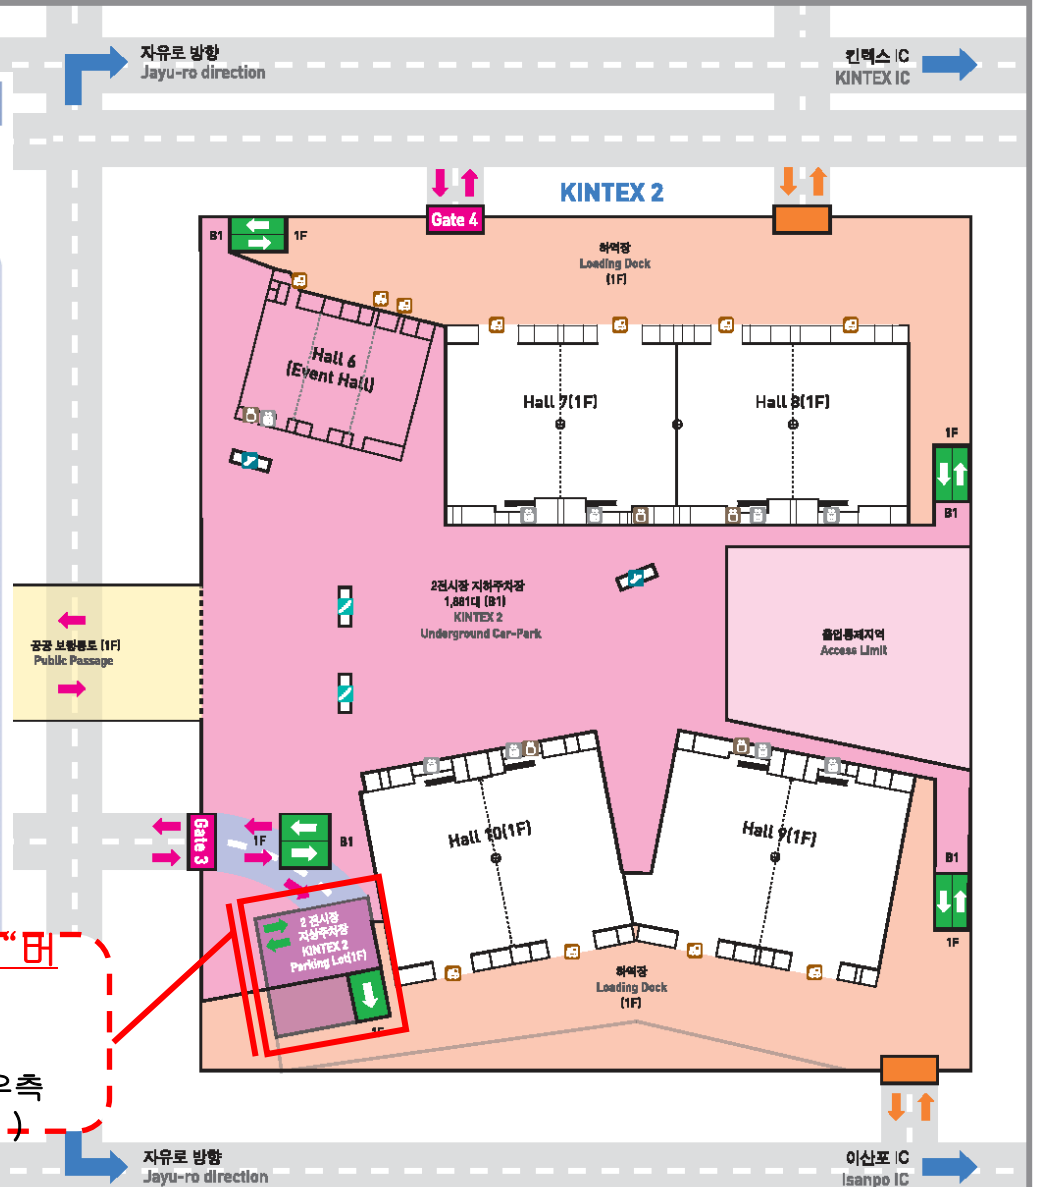 자유로 방향
Jayu-ro direction
킨텍스 IC
KINTEX IC
KINTEX 2
Gate 4
B1
1F
하역장
Loading Dock
(1F)
Hall 6
(Event Hall)
Hall 7(1F)
Hall 8(1F)
1F
B1
2전시장 지하주차장
1,881대 (B1)
KINTEX 2
Underground Car-Park
출입통제지역
Access Limit
공공 보행통로 (1F)
Public Passage
Gate 3
1F
B1
Hall 10(1F)
Hall 9(1F)
B1
1F
2 전시장
지상주차장
KINTEX 2
Parking Lot(1F)
1F
하역장
Loading Dock
(1F)
“버
우측
)
자유로 방향
Jayu-ro direction
이산포 IC
Isanpo IC